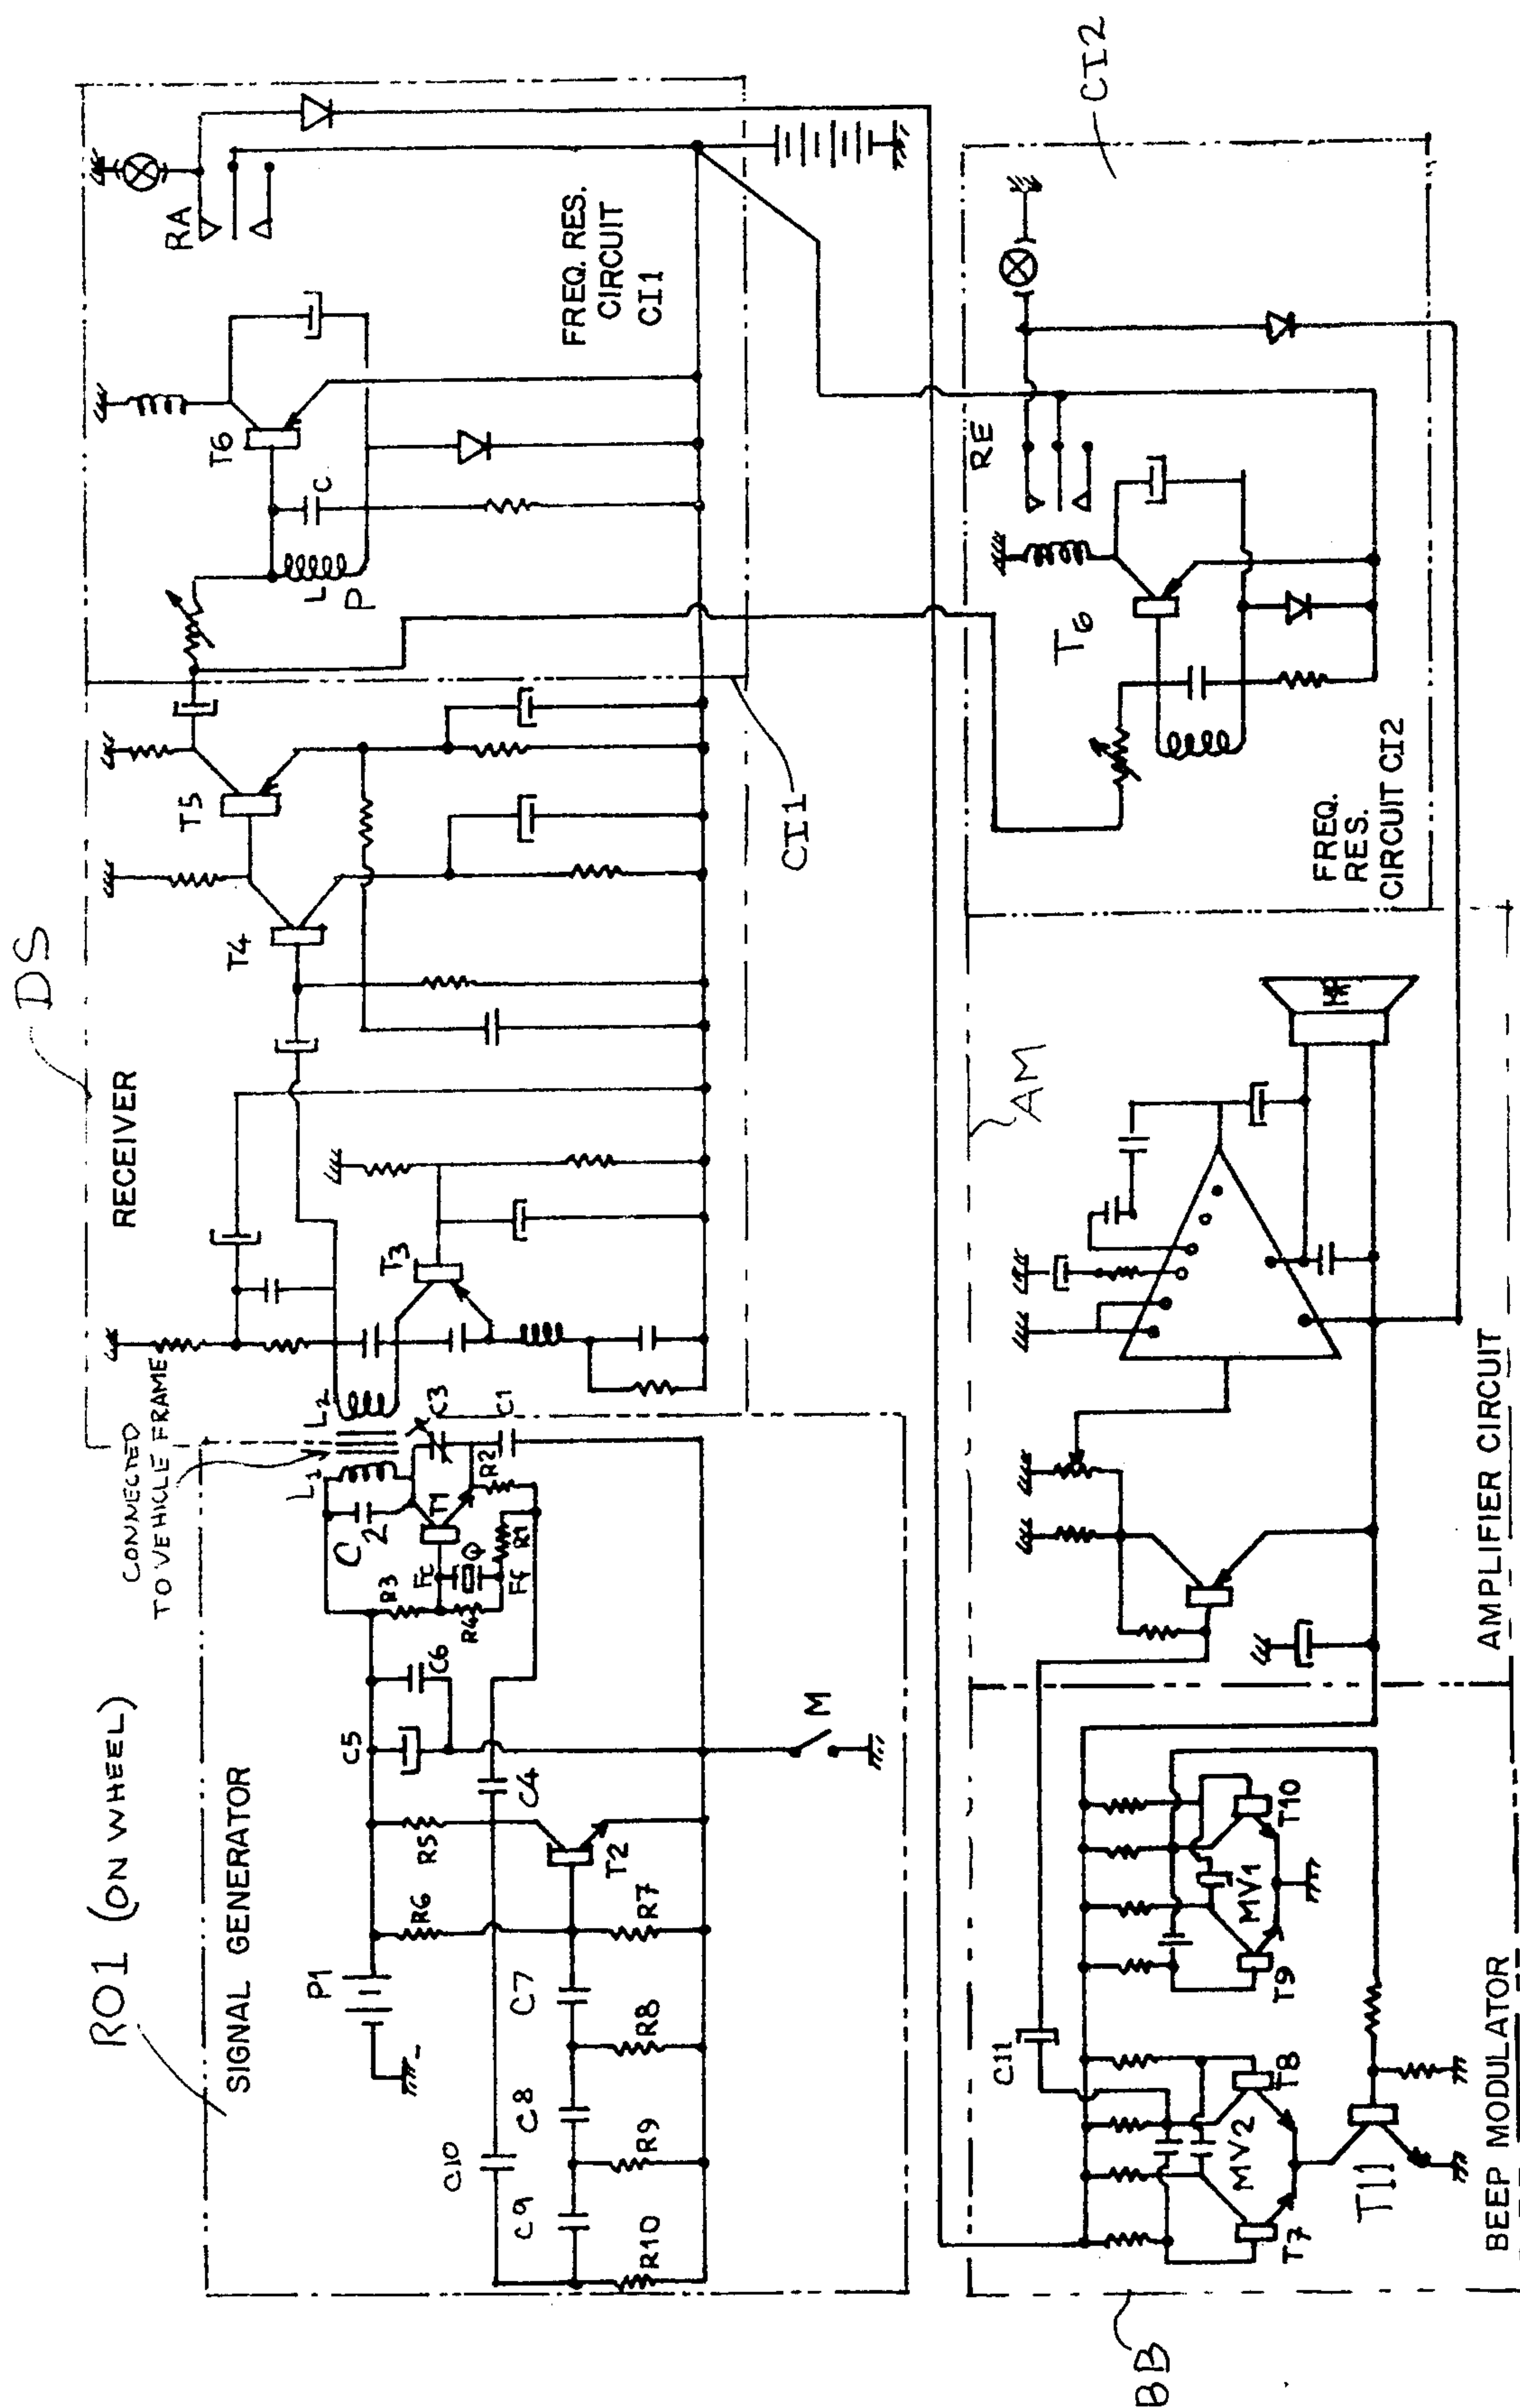 RO1 (ON WHEEL)
SIGNAL GENERATOR
P1
R6
R5
C5
C6
R3
R4
C2
L1
T1
Fc
Q
Ff
R1
R2
C3
C1
C10
C4
C9
C8
C7
T2
R10
R9
R8
R7
M
CONNECTED
TO VEHICLE FRAME
L2
DS
RECEIVER
T3
T4
T5
CI1
T6
C
L
P
RA
FREQ. RES.
CIRCUIT
CI1
BB
BEEP MODULATOR
C11
T7
MV2
T8
T9
MV1
T10
T11
AM
AMPLIFIER CIRCUIT
HP
CI2
RE
T6
FREQ.
RES.
CIRCUIT CI2